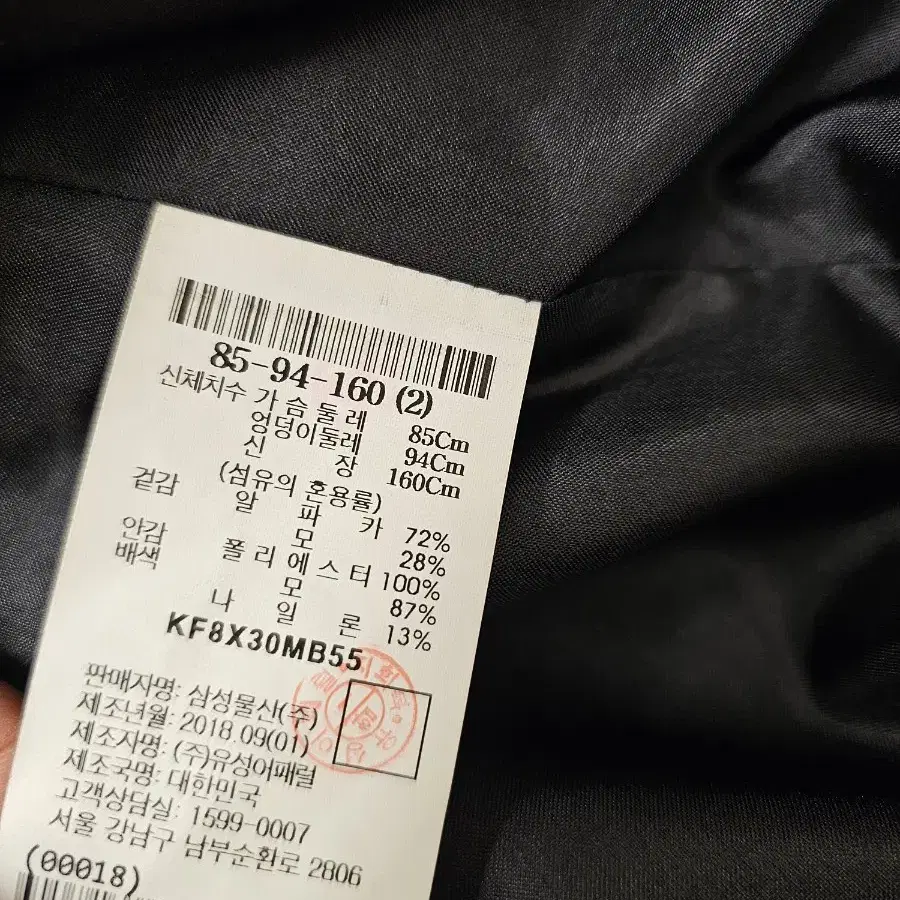 85-94-160 (2)
신체치수 가슴둘레 85Cm
엉덩이둘레 94Cm
신장 160Cm
겉감 (섬유의 혼용률)
알파카 72%
모 28%
안감 폴리에스터 100%
배색 모 87%
나일론 13%
KF8X30MB55
판매자명: 삼성물산(주)
제조년월: 2018.09(01)
제조자명: (주)유성어패럴
제조국명: 대한민국
고객상담실: 1599-0007
서울 강남구 남부순환로 2806
(00018)